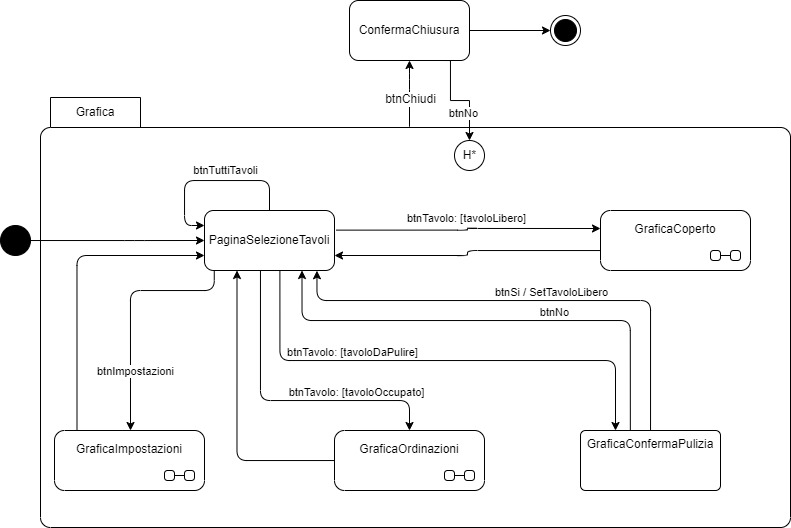 ConfermaChiusura
btnChiudi
btnNo
Grafica
H*
btnTuttiTavoli
PaginaSelezioneTavoli
btnTavolo: [tavoloLibero]
GraficaCoperto
btnSi / SetTavoloLibero
btnNo
btnTavolo: [tavoloDaPulire]
btnImpostazioni
btnTavolo: [tavoloOccupato]
GraficaImpostazioni
GraficaOrdinazioni
GraficaConfermaPulizia